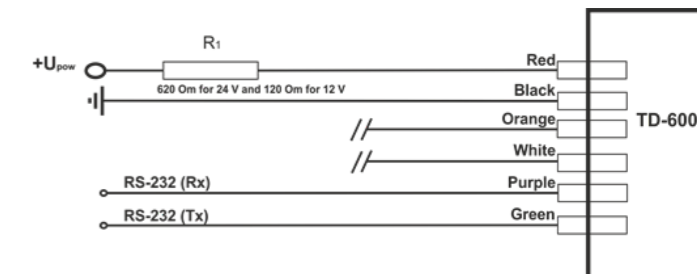 R1
+Upow
Red
620 Om for 24 V and 120 Om for 12 V
Black
Orange
TD-600
White
RS-232 (Rx)
Purple
RS-232 (Tx)
Green